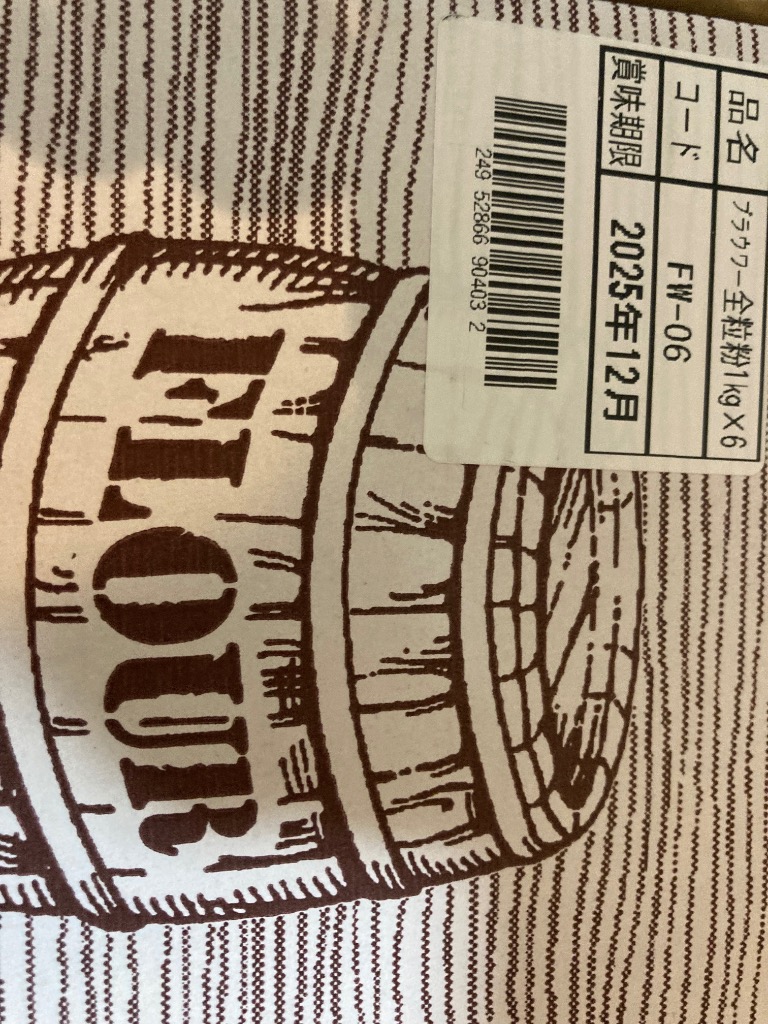 品名 ブラウワー全粒粉1kg×6
コード FW-06
賞味期限 2025年12月
249 52866 90403 2
FLOUR